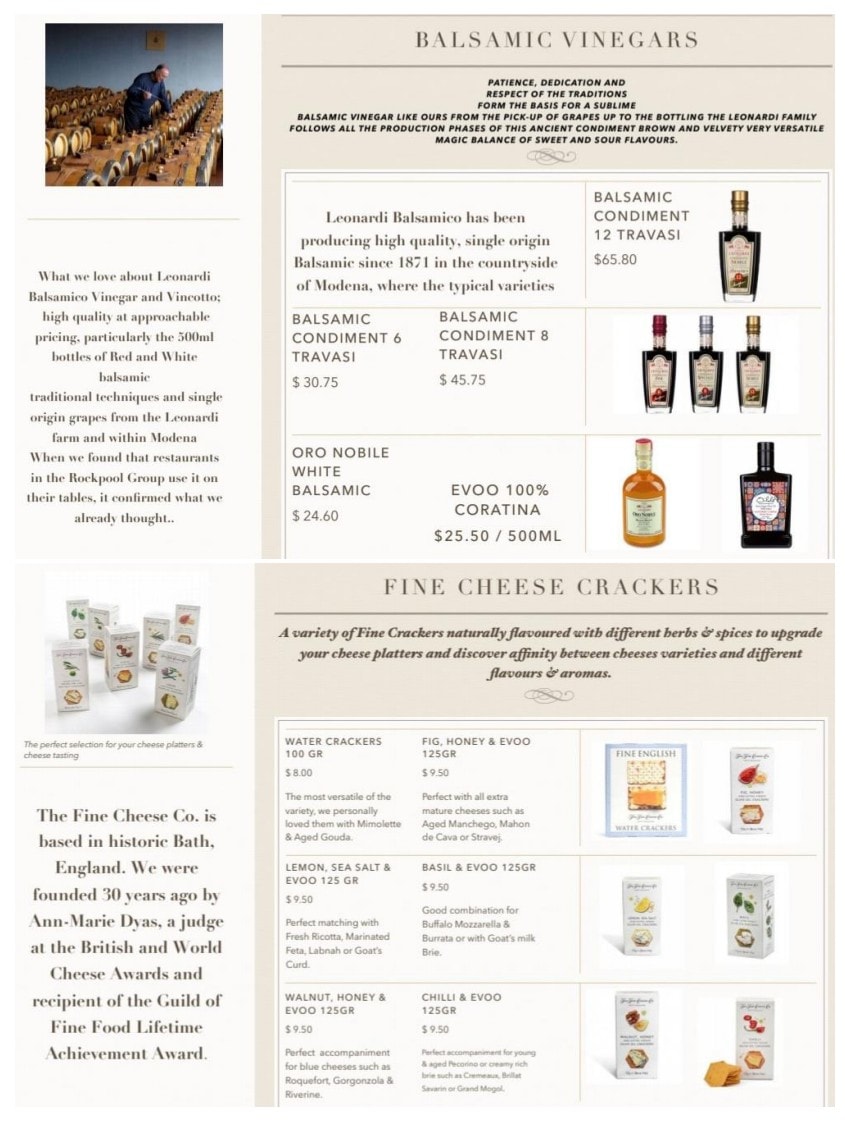 BALSAMIC VINEGARS
PATIENCE, DEDICATION AND
RESPECT OF THE TRADITIONS
FORM THE BASIS FOR A SUBLIME
BALSAMIC VINEGAR LIKE OURS FROM THE PICK-UP OF GRAPES UP TO THE BOTTLING THE LEONARDI FAMILY
FOLLOWS ALL THE PRODUCTION PHASES OF THIS ANCIENT CONDIMENT BROWN AND VELVETY VERY VERSATILE
MAGIC BALANCE OF SWEET AND SOUR FLAVOURS.
What we love about Leonardi
Balsamico Vinegar and Vincotto;
high quality at approachable
pricing, particularly the 500ml
bottles of Red and White
balsamic
traditional techniques and single
origin grapes from the Leonardi
farm and within Modena
When we found that restaurants
in the Rockpool Group use it on
their tables, it confirmed what we
already thought..
Leonardi Balsamico has been
producing high quality, single origin
Balsamic since 1871 in the countryside
of Modena, where the typical varieties
BALSAMIC
CONDIMENT
12 TRAVASI
$65.80
BALSAMIC
CONDIMENT 6
TRAVASI
$ 30.75
BALSAMIC
CONDIMENT 8
TRAVASI
$ 45.75
ORO NOBILE
WHITE
BALSAMIC
$ 24.60
EVOO 100%
CORATINA
$25.50 / 500ML
FINE CHEESE CRACKERS
A variety of Fine Crackers naturally flavoured with different herbs & spices to upgrade
your cheese platters and discover affinity between cheeses varieties and different
flavours & aromas.
The perfect selection for your cheese platters &
cheese tasting
The Fine Cheese Co. is
based in historic Bath,
England. We were
founded 30 years ago by
Ann-Marie Dyas, a judge
at the British and World
Cheese Awards and
recipient of the Guild of
Fine Food Lifetime
Achievement Award.
WATER CRACKERS
100 GR
$ 8.00
The most versatile of the
variety, we personally
loved them with Mimolette
& Aged Gouda.
FIG, HONEY & EVOO
125GR
$ 9.50
Perfect with all extra
mature cheeses such as
Aged Manchego, Mahon
de Cava or Stravej.
FINE ENGLISH
WATER CRACKERS
LEMON, SEA SALT &
EVOO 125 GR
$ 9.50
Perfect matching with
Fresh Ricotta, Marinated
Feta, Labnah or Goat's
Curd.
BASIL & EVOO 125GR
$ 9.50
Good combination for
Buffalo Mozzarella &
Burrata or with Goat's milk
Brie.
WALNUT, HONEY &
EVOO 125GR
$ 9.50
Perfect accompaniment
for blue cheeses such as
Roquefort, Gorgonzola &
Riverine.
CHILLI & EVOO
125GR
$ 9.50
Perfect accompaniment for young
& aged Pecorino or creamy rich
brie such as Cremeaux, Brillat
Savarin or Grand Mogol.